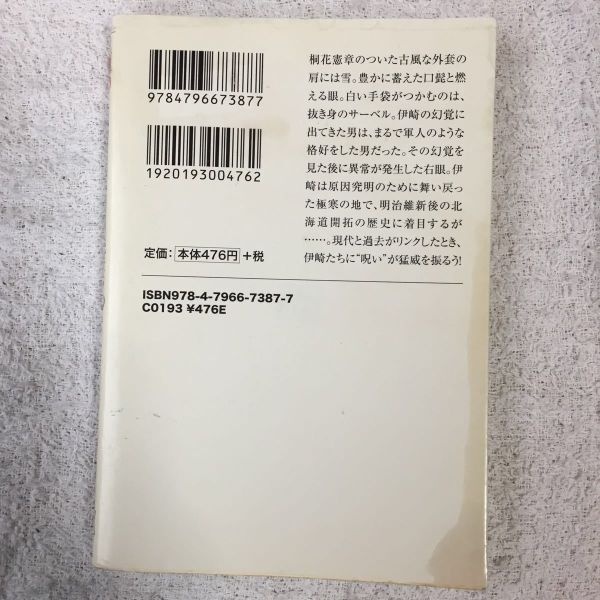 桐花憲章のついた古風な外套の
肩には雪。豊かに蓄えた口髭と燃
える眼。白い手袋がつかむのは、
抜き身のサーベル。伊崎の幻覚に
出てきた男は、まるで軍人のような
格好をした男だった。その幻覚を
見た後に異常が発生した右眼。伊
崎は原因究明のために舞い戻っ
た極寒の地で、明治維新後の北
海道開拓の歴史に着目するが
……。現代と過去がリンクしたとき、
伊崎たちに“呪い”が猛威を振るう!
9784796673877
1920193004762
定価: 本体476円 +税
ISBN978-4-7966-7387-7
C0193 ¥476E